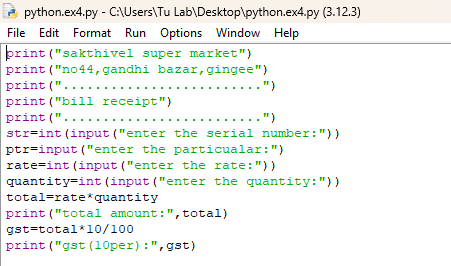 python.ex4.py - C:\Users\Tu Lab\Desktop\python.ex4.py (3.12.3)
File Edit Format Run Options Window Help
print("sakthivel super market")
print("no44,gandhi bazar,gingee")
print(".........................")
print("bill receipt")
print(".........................")
str=int(input("enter the serial number:"))
ptr=input("enter the particualar:")
rate=int(input("enter the rate:"))
quantity=int(input("enter the quantity:"))
total=rate*quantity
print("total amount:",total)
gst=total*10/100
print("gst(10per):",gst)